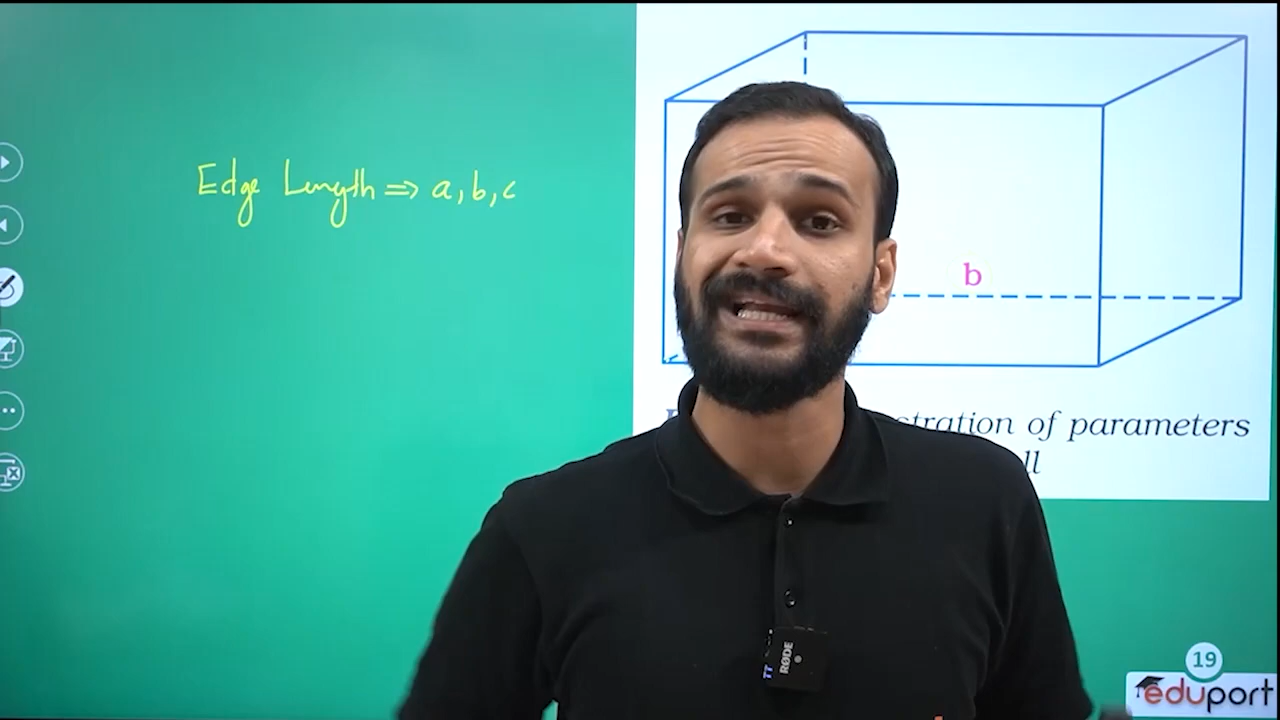 Edge Length ⇒ a, b, c
b
stration of parameters
ll
RØDE
19
eduport